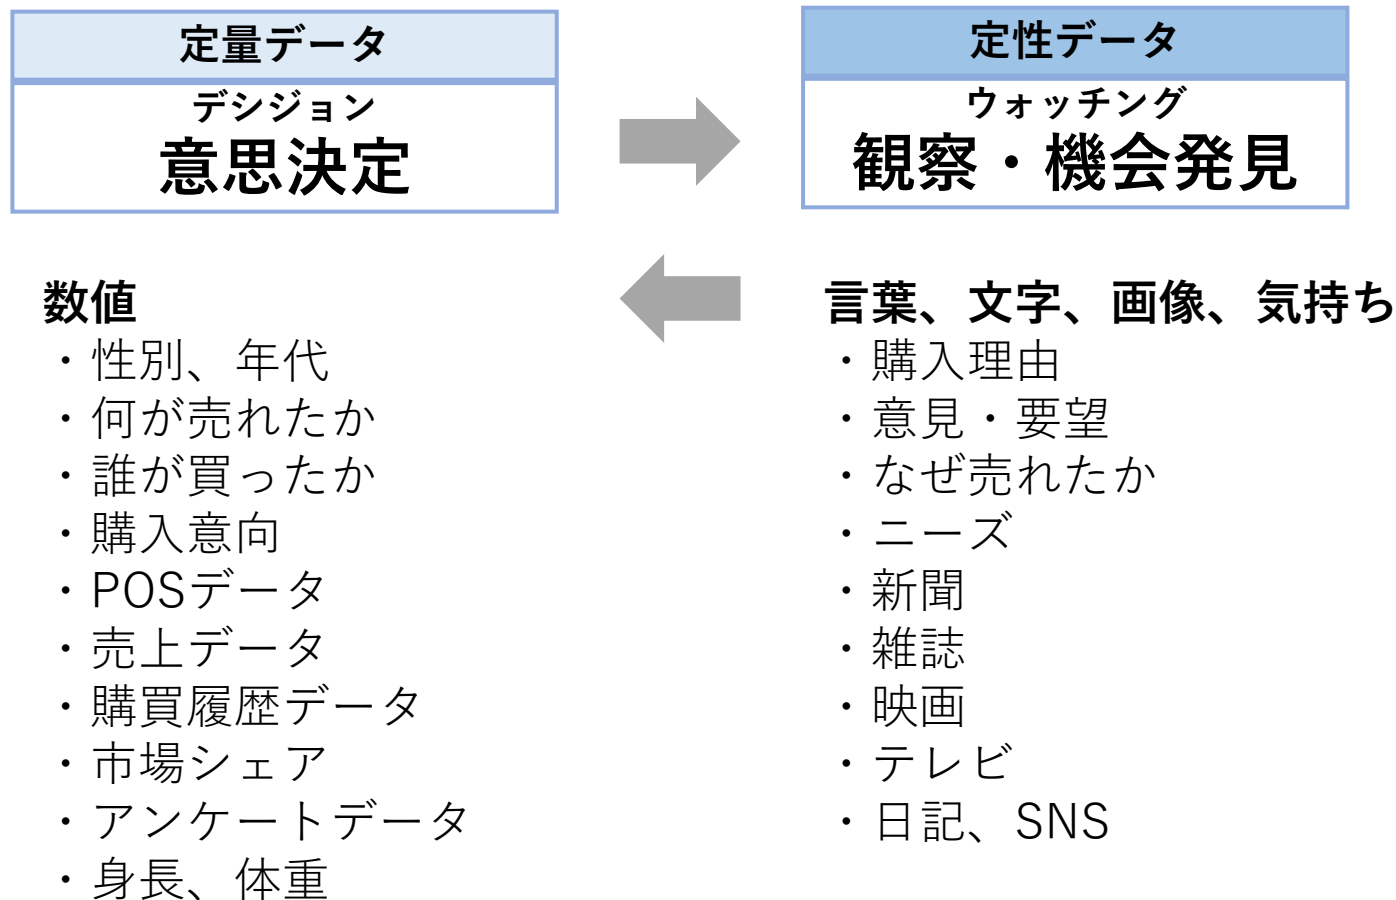 定量データ
デシジョン
意思決定
数値
・性別、年代
・何が売れたか
・誰が買ったか
・購入意向
・POSデータ
・売上データ
・購買履歴データ
・市場シェア
・アンケートデータ
・身長、体重
定性データ
ウォッチング
観察・機会発見
言葉、文字、画像、気持ち
・購入理由
・意見・要望
・なぜ売れたか
・ニーズ
・新聞
・雑誌
・映画
・テレビ
・日記、SNS